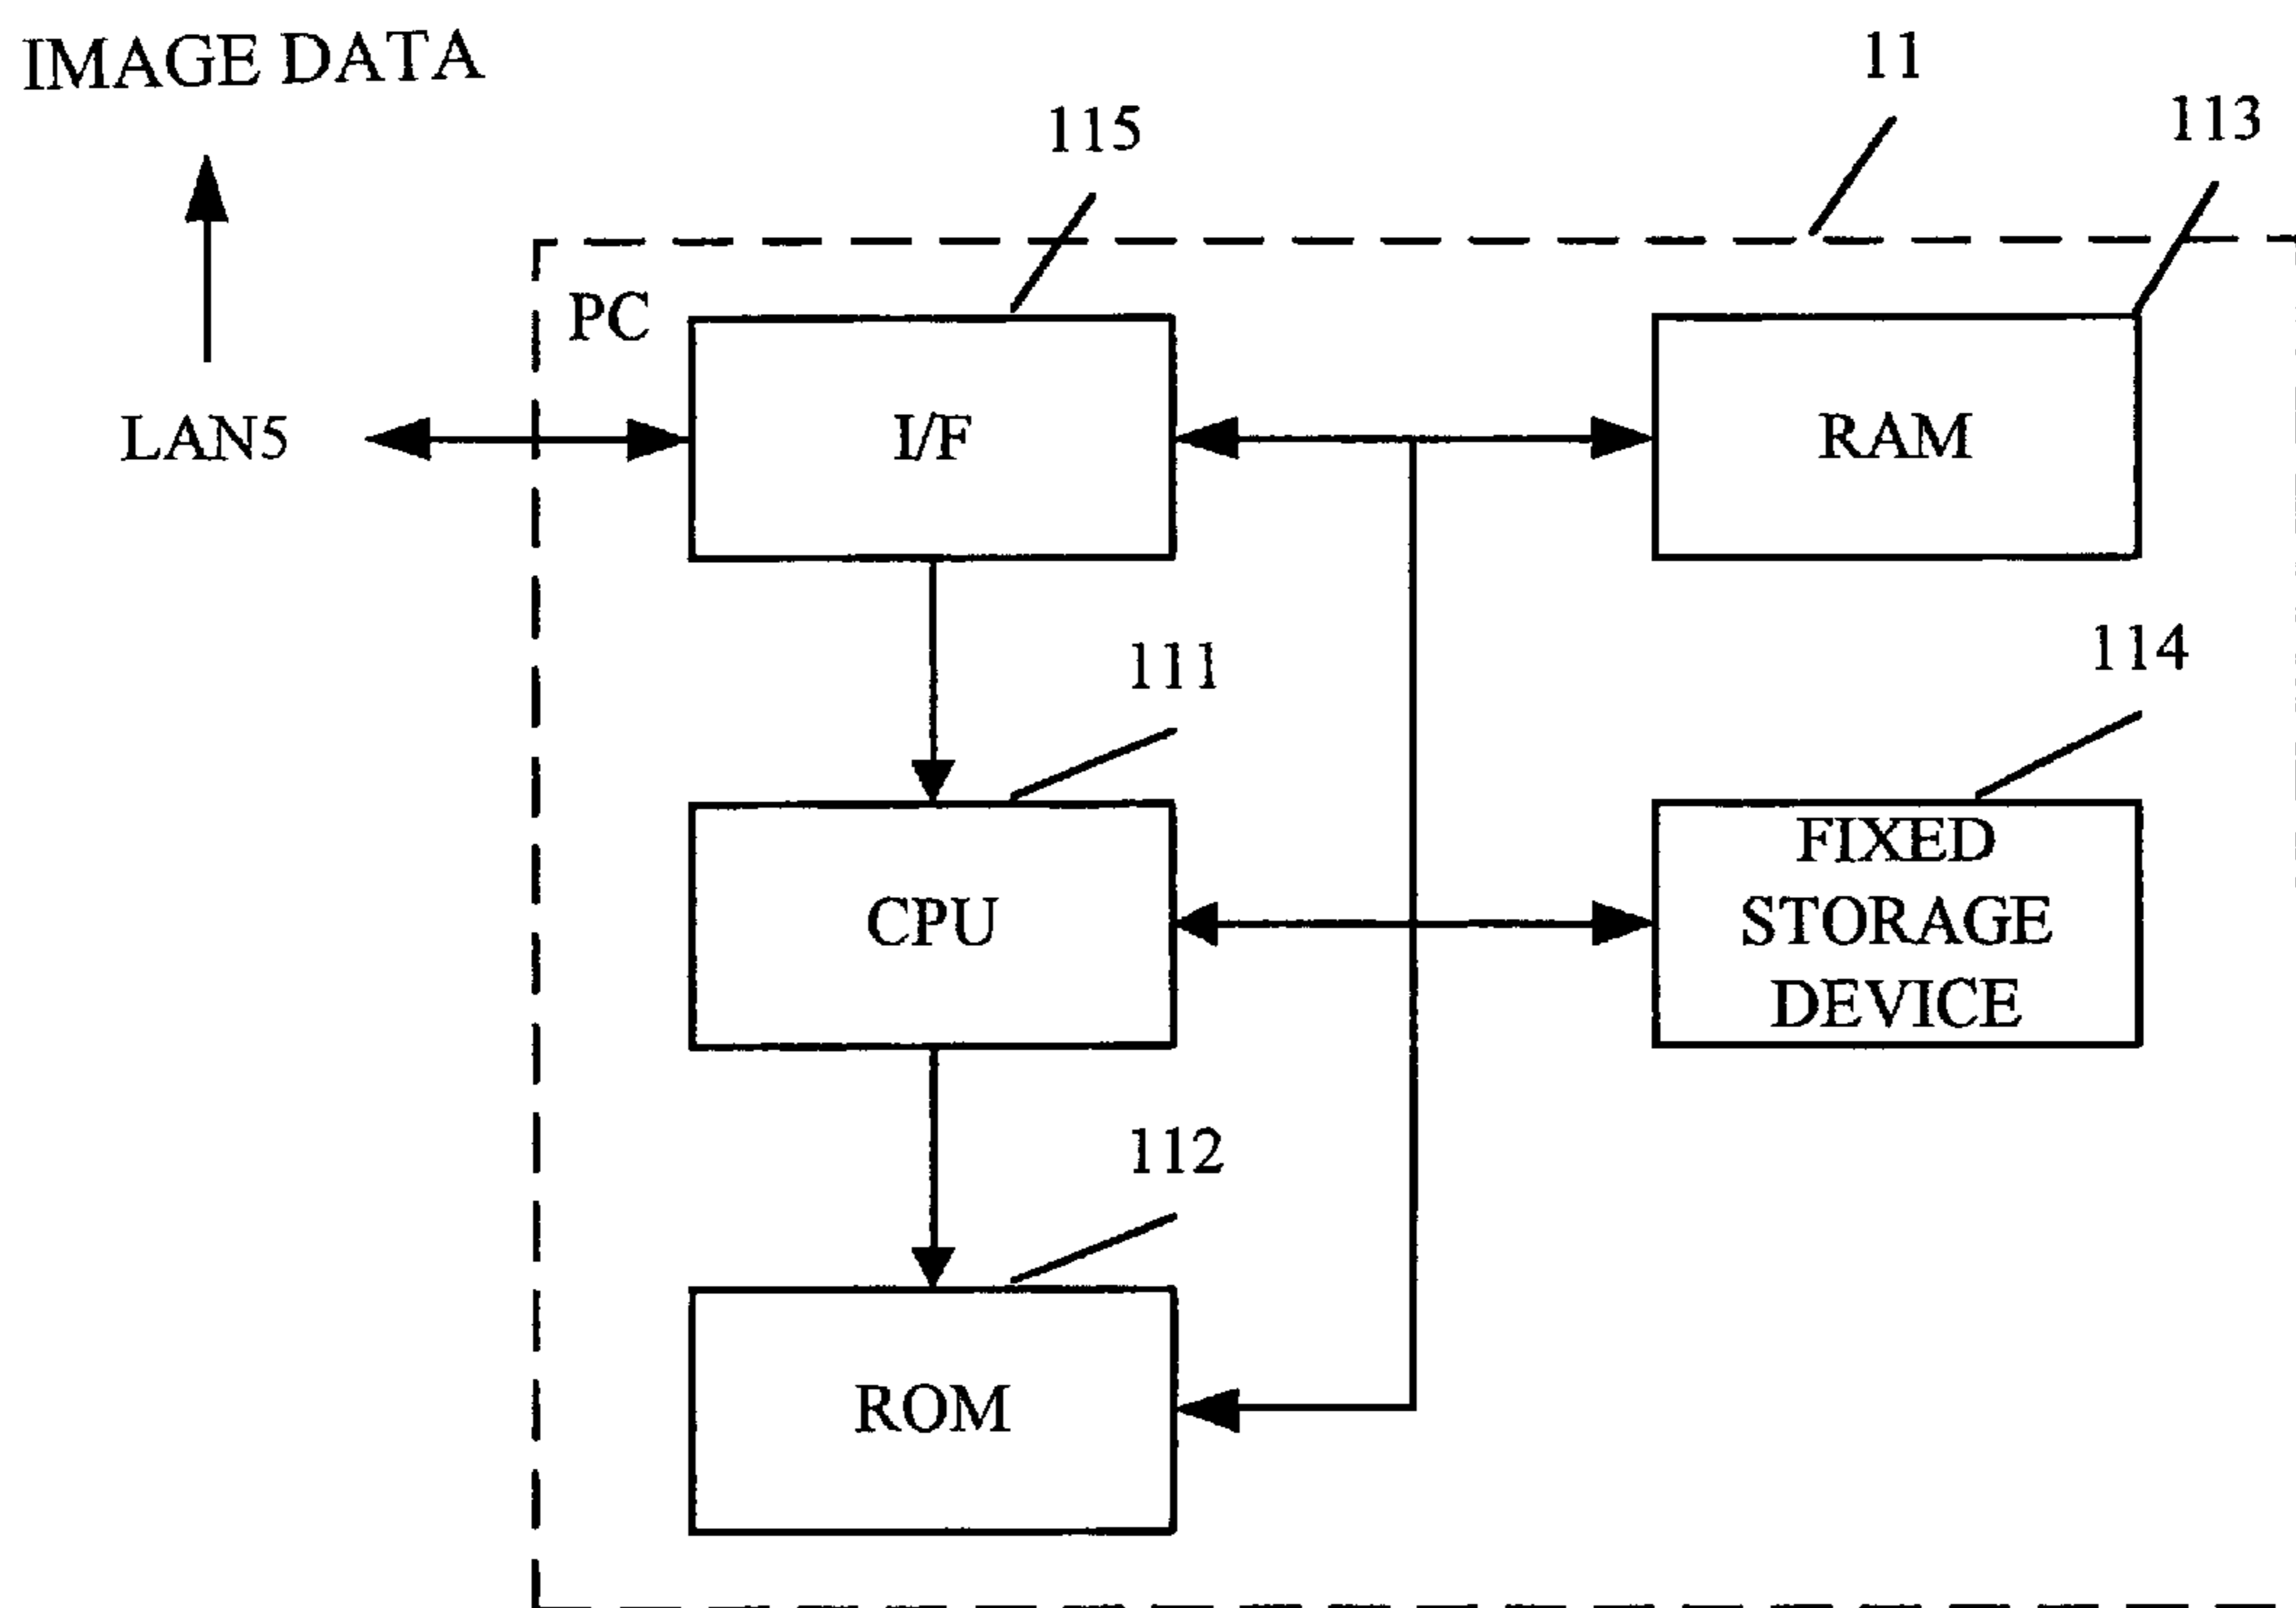 IMAGE DATA
11
115
113
PC
I/F
RAM
LAN5
111
114
CPU
FIXED
STORAGE
DEVICE
112
ROM